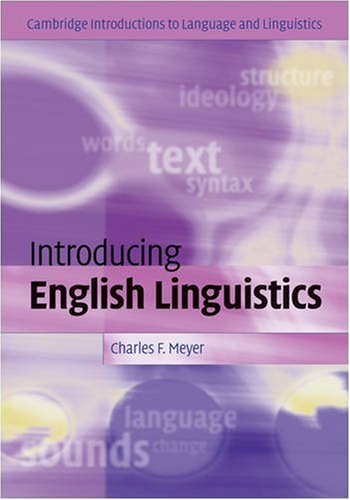 Cambridge Introductions to Language and Linguistics
structure
ideology
words
text
syntax
Introducing
English Linguistics
Charles F. Meyer
language
change
sounds